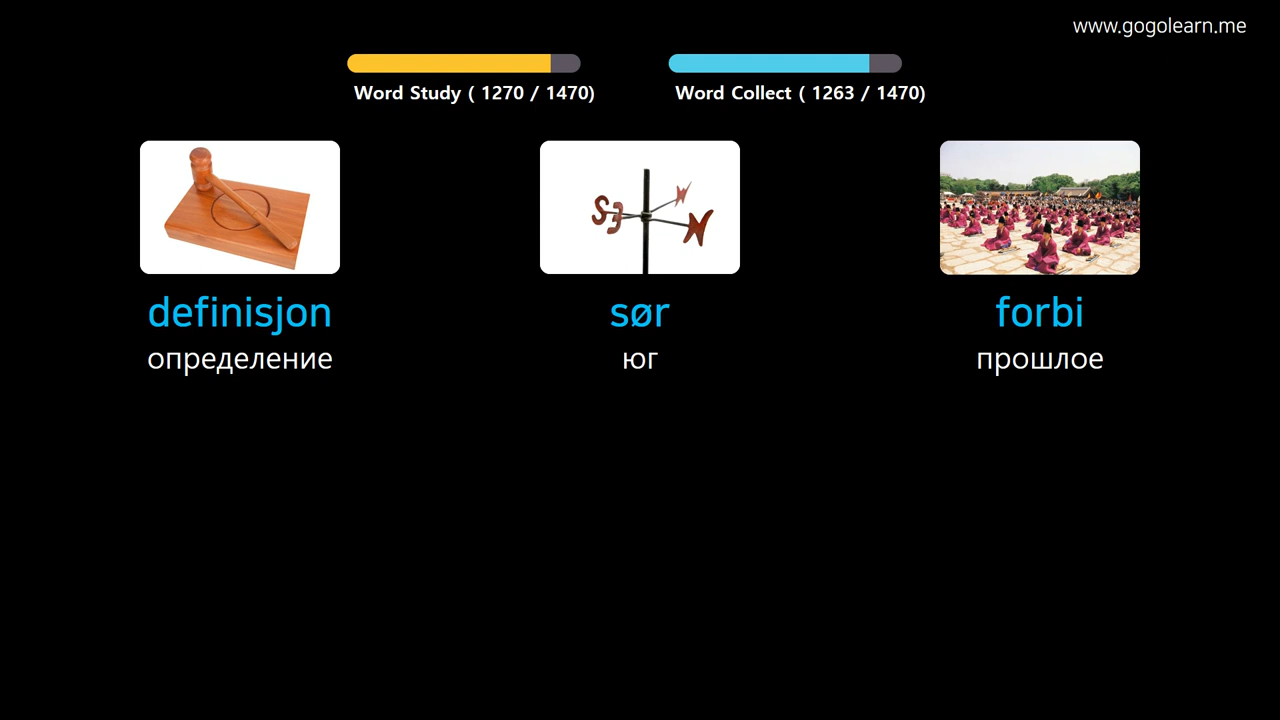 www.gogolearn.me
Word Study ( 1270 / 1470)
Word Collect ( 1263 / 1470)
definisjon
sør
forbi
определение
юг
прошлое